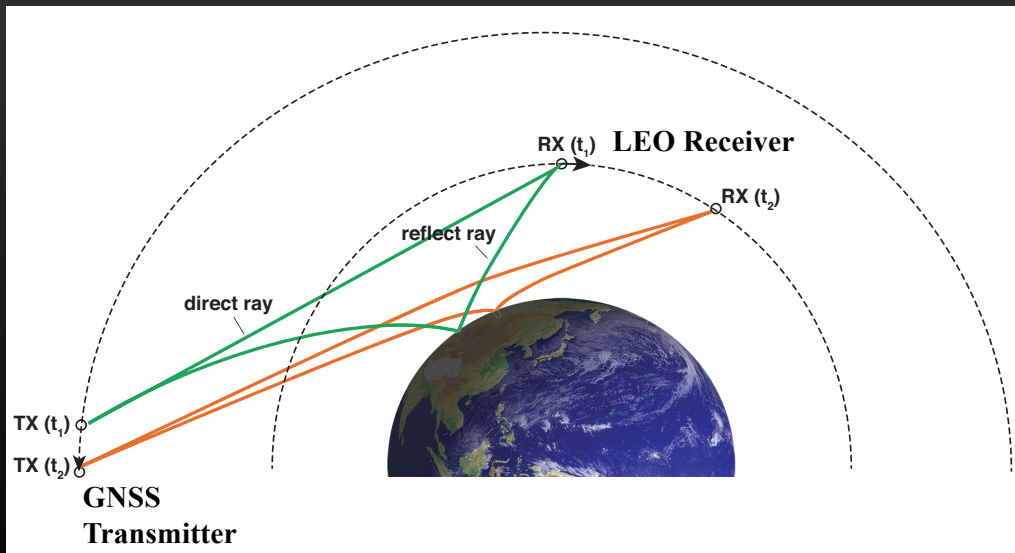 RX (t1) LEO Receiver
RX (t2)
reflect ray
direct ray
TX (t1)
TX (t2)
GNSS
Transmitter